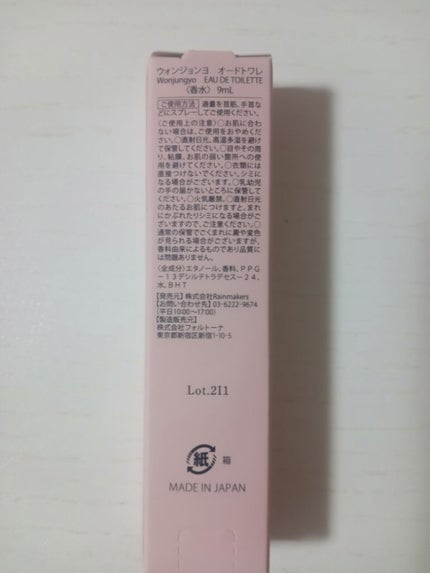 ウォンジョンヨ オードトワレ
Wonjungyo EAU DE TOILETTE
〈香水〉 9mL
ご使用方法 適量を首筋、手首な
どにスプレーしてご使用ください。
〈ご使用上の注意〉○お肌に合わ
ない場合は、ご使用をおやめくだ
さい。○直射日光、高温多湿を避け
て保管してください。○目やその周
り、粘膜、お肌の弱い箇所への使
用を避けてください。○衣類には
直接つけないでください。シミに
なる場合がございます。○乳幼児
の手の届かないところに保管して
ください。○火気厳禁。○直射日光
のあたるお肌につけますと、まれ
にかぶれたりシミになる場合がご
ざいますので、ご注意ください。○
通常の保管でごくまれに澱や変色
が見られる場合がございますが、
香料由来によるものであり品質に
は問題ありません。
〈全成分〉エタノール、香料、PPG
-13デシルテトラデセス-24、
水、BHT
【発売元】 株式会社Rainmakers
【お問い合わせ先】 03-6222-9674
(平日10:00〜17:00)
【製造販売元】
株式会社フォルトーナ
東京都新宿区新宿1-10-5
Lot.2I1
紙 箱
MADE IN JAPAN